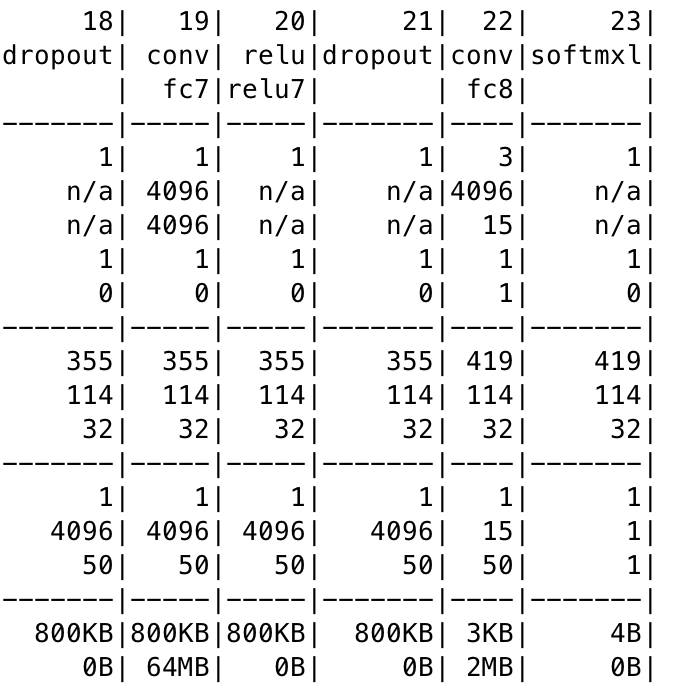 18| 19| 20| 21| 22| 23|
dropout| conv| relu|dropout|conv|softmxl|
| fc7|relu7| | fc8| |
-------|-----|-----|-------|----|-------|
1| 1| 1| 1| 3| 1|
n/a| 4096| n/a| n/a|4096| n/a|
n/a| 4096| n/a| n/a| 15| n/a|
1| 1| 1| 1| 1| 1|
0| 0| 0| 0| 1| 0|
-------|-----|-----|-------|----|-------|
355| 355| 355| 355| 419| 419|
114| 114| 114| 114| 114| 114|
32| 32| 32| 32| 32| 32|
-------|-----|-----|-------|----|-------|
1| 1| 1| 1| 1| 1|
4096| 4096| 4096| 4096| 15| 1|
50| 50| 50| 50| 50| 1|
-------|-----|-----|-------|----|-------|
800KB|800KB|800KB| 800KB| 3KB| 4B|
0B| 64MB| 0B| 0B| 2MB| 0B|